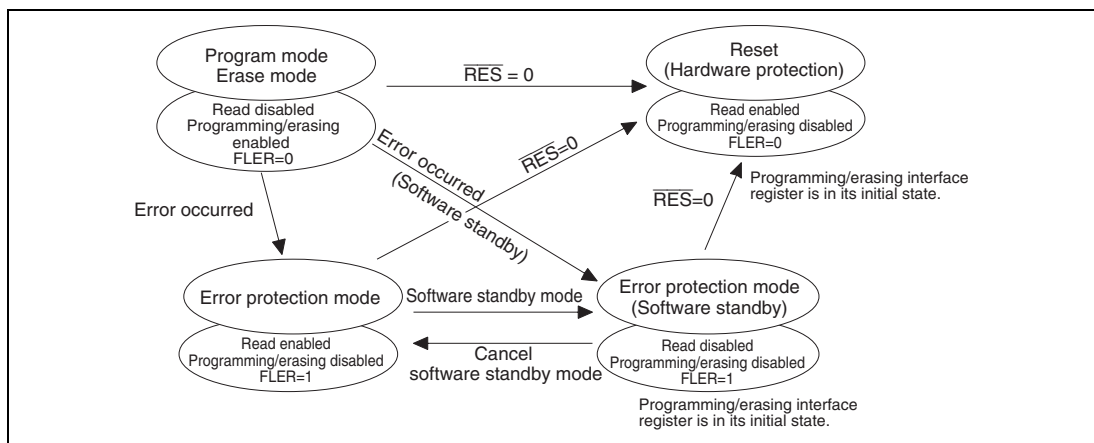 Program mode
Erase mode
Read disabled
Programming/erasing
enabled
FLER=0
R̅E̅S̅ = 0
Reset
(Hardware protection)
Read enabled
Programming/erasing disabled
FLER=0
Programming/erasing interface
register is in its initial state.
Error occurred
Error occurred
(Software standby)
R̅E̅S̅=0
R̅E̅S̅=0
Error protection mode
Read enabled
Programming/erasing disabled
FLER=1
Software standby mode
Cancel
software standby mode
Error protection mode
(Software standby)
Read disabled
Programming/erasing disabled
FLER=1
Programming/erasing interface
register is in its initial state.